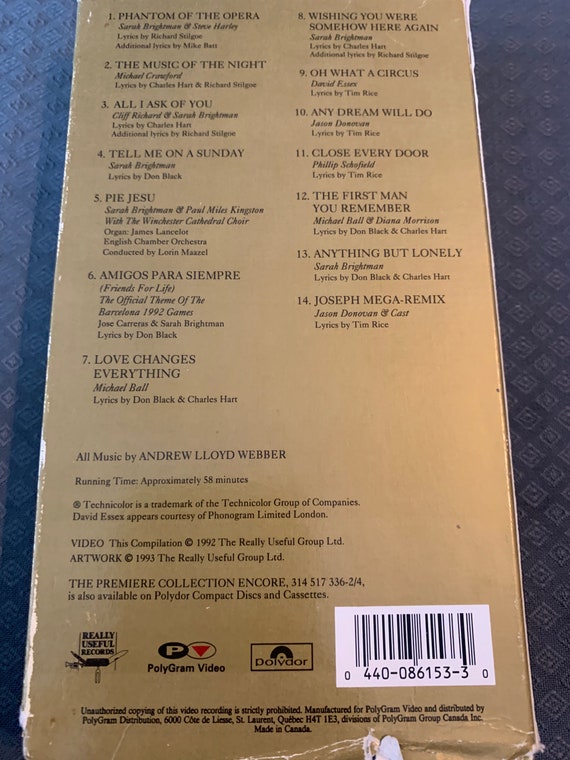 1. PHANTOM OF THE OPERA
Sarah Brightman & Steve Harley
Lyrics by Richard Stilgoe
Additional lyrics by Mike Batt
2. THE MUSIC OF THE NIGHT
Michael Crawford
Lyrics by Charles Hart & Richard Stilgoe
3. ALL I ASK OF YOU
Cliff Richard & Sarah Brightman
Lyrics by Charles Hart
Additional lyrics by Richard Stilgoe
4. TELL ME ON A SUNDAY
Sarah Brightman
Lyrics by Don Black
5. PIE JESU
Sarah Brightman & Paul Miles Kingston
With The Winchester Cathedral Choir
Organ: James Lancelot
English Chamber Orchestra
Conducted by Lorin Maazel
6. AMIGOS PARA SIEMPRE
(Friends For Life)
The Official Theme Of The
Barcelona 1992 Games
Jose Carreras & Sarah Brightman
Lyrics by Don Black
7. LOVE CHANGES
EVERYTHING
Michael Ball
Lyrics by Don Black & Charles Hart
8. WISHING YOU WERE
SOMEHOW HERE AGAIN
Sarah Brightman
Lyrics by Charles Hart
Additional lyrics by Richard Stilgoe
9. OH WHAT A CIRCUS
David Essex
Lyrics by Tim Rice
10. ANY DREAM WILL DO
Jason Donovan
Lyrics by Tim Rice
11. CLOSE EVERY DOOR
Phillip Schofield
Lyrics by Tim Rice
12. THE FIRST MAN
YOU REMEMBER
Michael Ball & Diana Morrison
Lyrics by Don Black & Charles Hart
13. ANYTHING BUT LONELY
Sarah Brightman
Lyrics by Don Black & Charles Hart
14. JOSEPH MEGA-REMIX
Jason Donovan & Cast
Lyrics by Tim Rice
All Music by ANDREW LLOYD WEBBER
Running Time: Approximately 58 minutes
® Technicolor is a trademark of the Technicolor Group of Companies.
David Essex appears courtesy of Phonogram Limited London.
VIDEO This Compilation © 1992 The Really Useful Group Ltd.
ARTWORK © 1993 The Really Useful Group Ltd.
THE PREMIERE COLLECTION ENCORE, 314 517 336-2/4,
is also available on Polydor Compact Discs and Cassettes.
REALLY
USEFUL
RECORDS
P
PolyGram Video
Polydor
0 440-086153-3 0
Unauthorized copying of this video recording is strictly prohibited. Manufactured for PolyGram Video and distributed by
PolyGram Distribution, 6000 Côte de Liesse, St. Laurent, Québec H4T 1E3, divisions of PolyGram Group Canada Inc.
Made in Canada.